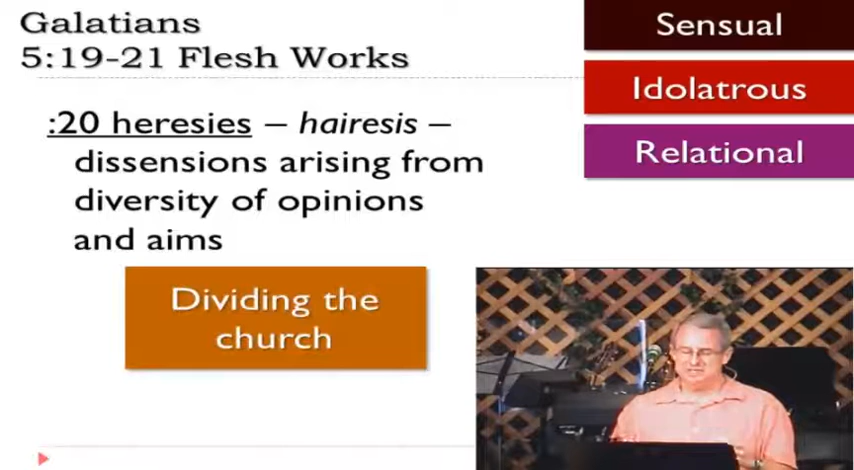 Galatians
5:19-21 Flesh Works
Sensual
Idolatrous
Relational
:20 heresies – hairesis –
dissensions arising from
diversity of opinions
and aims
Dividing the
church